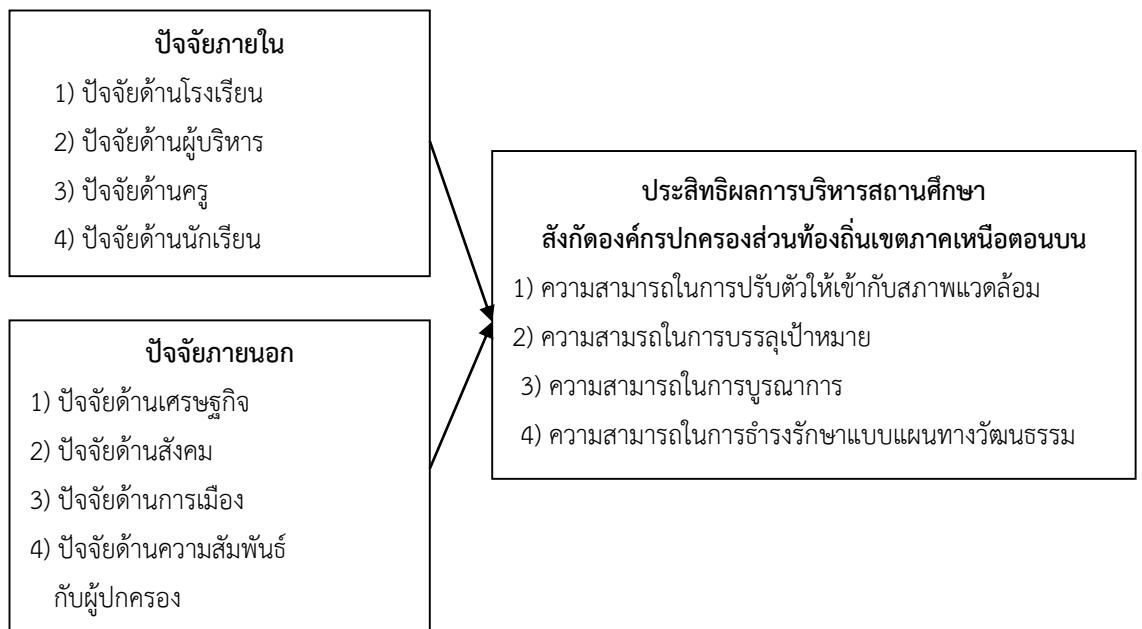 ปัจจัยภายใน
1) ปัจจัยด้านโรงเรียน
2) ปัจจัยด้านผู้บริหาร
3) ปัจจัยด้านครู
4) ปัจจัยด้านนักเรียน
ปัจจัยภายนอก
1) ปัจจัยด้านเศรษฐกิจ
2) ปัจจัยด้านสังคม
3) ปัจจัยด้านการเมือง
4) ปัจจัยด้านความสัมพันธ์
กับผู้ปกครอง
ประสิทธิผลการบริหารสถานศึกษา
สังกัดองค์กรปกครองส่วนท้องถิ่นเขตภาคเหนือตอนบน
1) ความสามารถในการปรับตัวให้เข้ากับสภาพแวดล้อม
2) ความสามรถในการบรรลุเป้าหมาย
3) ความสามารถในการบูรณาการ
4) ความสามารถในการธำรงรักษาแบบแผนทางวัฒนธรรม